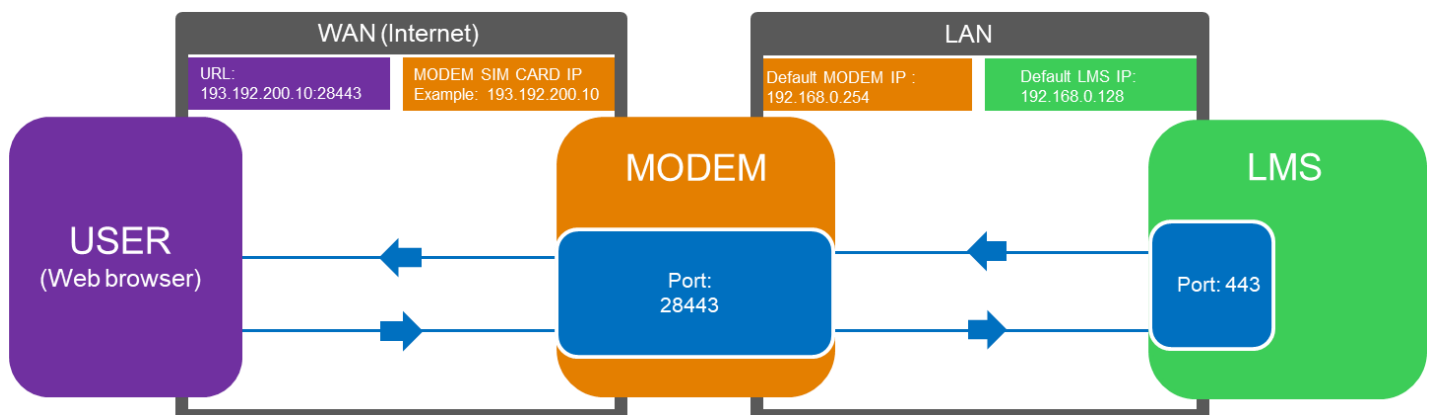 WAN (Internet)
LAN
URL:
193.192.200.10:28443
MODEM SIM CARD IP
Example: 193.192.200.10
Default MODEM IP :
192.168.0.254
Default LMS IP:
192.168.0.128
USER
(Web browser)
MODEM
Port:
28443
LMS
Port: 443